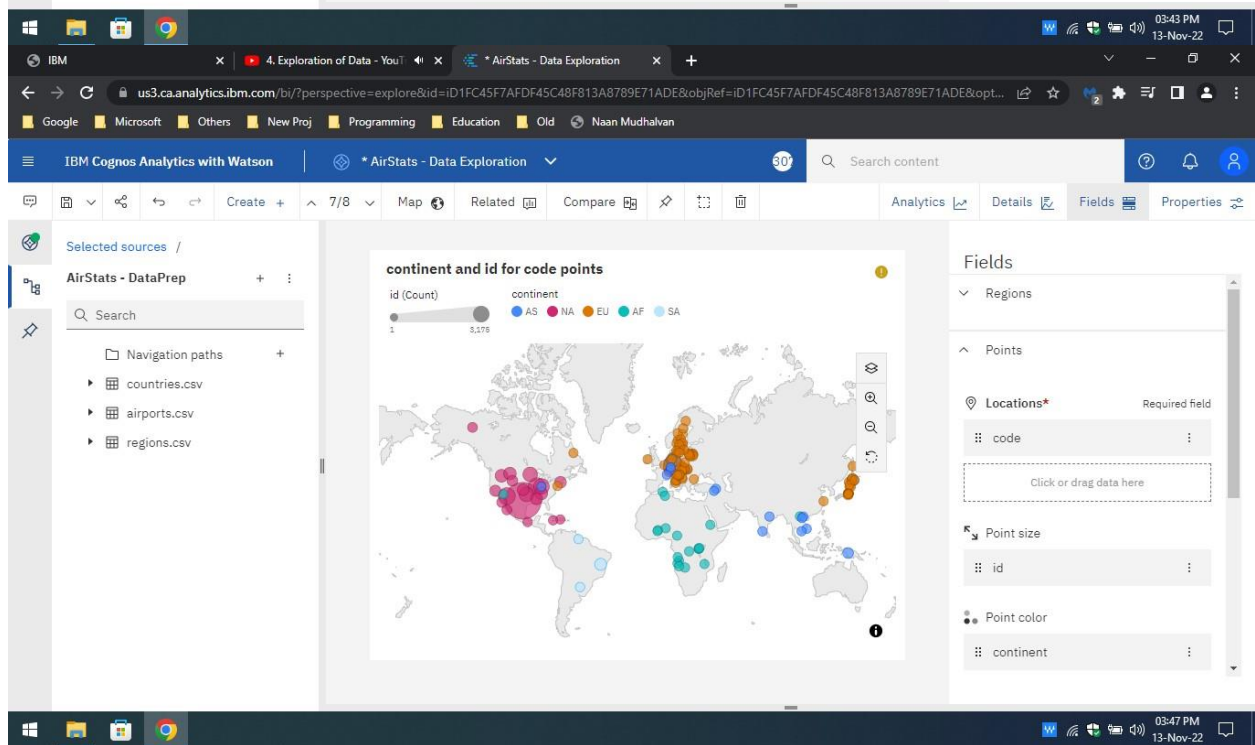 03:43 PM
13-Nov-22
IBM
4. Exploration of Data - YouT
* AirStats - Data Exploration
us3.ca.analytics.ibm.com/bi/?perspective=explore&id=iD1FC45F7AFDF45C48F813A8789E71ADE&objRef=iD1FC45F7AFDF45C48F813A8789E71ADE&opt...
2
Google Microsoft Others New Proj Programming Education Old Naan Mudhalvan
IBM Cognos Analytics with Watson
* AirStats - Data Exploration
30?
Search content
Create + 7/8 Map Related Compare
Analytics Details Fields Properties
Selected sources /
AirStats - DataPrep
Search
Navigation paths
countries.csv
airports.csv
regions.csv
continent and id for code points
id (Count)
1 3,175
continent
AS NA EU AF SA
Fields
Regions
Points
Locations* Required field
code
Click or drag data here
Point size
id
Point color
continent
03:47 PM
13-Nov-22